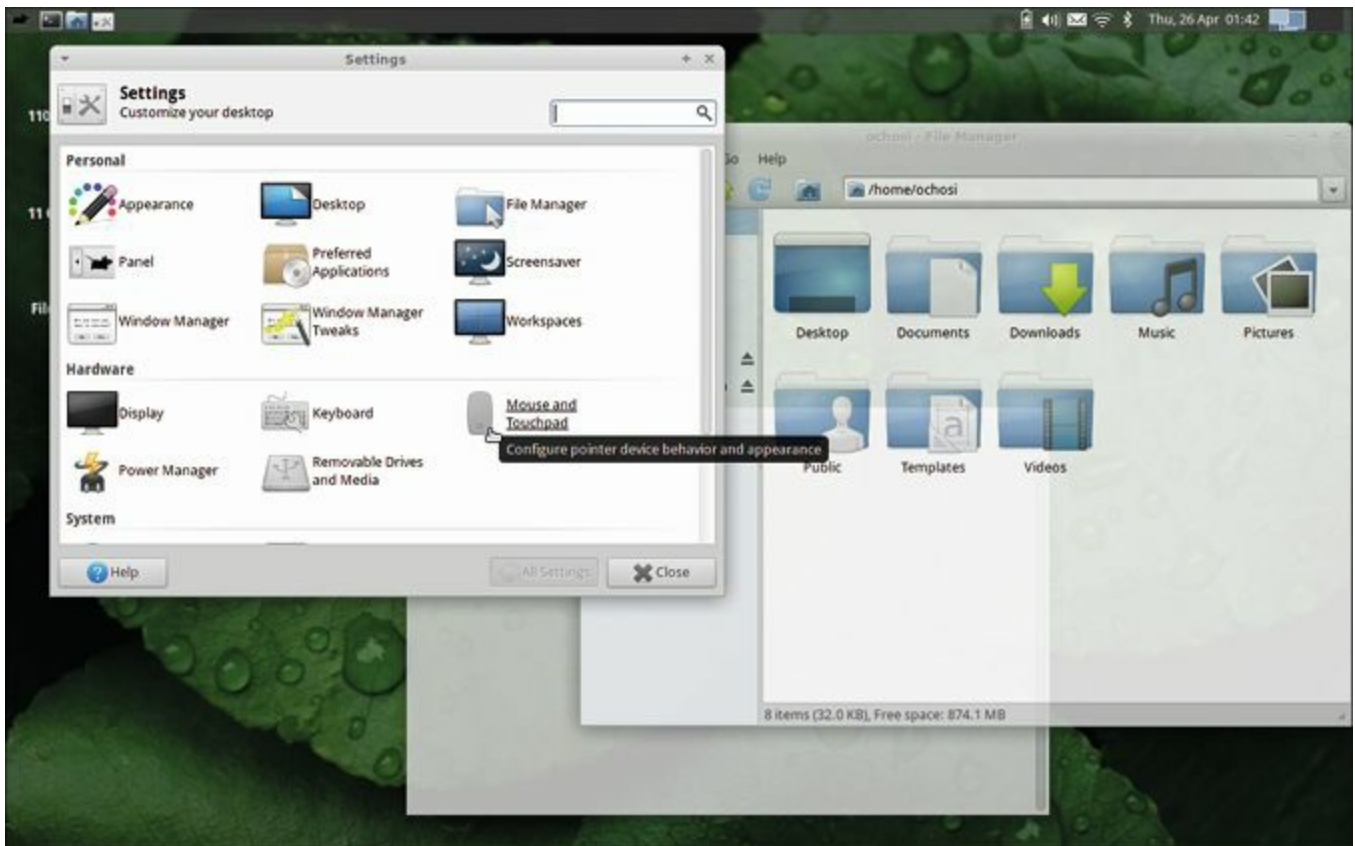 Thu, 26 Apr 01:42
Settings
Settings
Customize your desktop
110
11
Fil
Personal
Appearance
Desktop
File Manager
Panel
Preferred
Applications
Screensaver
Window Manager
Window Manager
Tweaks
Workspaces
Hardware
Display
Keyboard
Mouse and
Touchpad
Configure pointer device behavior and appearance
Power Manager
Removable Drives
and Media
System
Help
All Settings
Close
ochosi - File Manager
Go Help
/home/ochosi
Desktop
Documents
Downloads
Music
Pictures
Public
Templates
Videos
8 items (32.0 KB), Free space: 874.1 MB